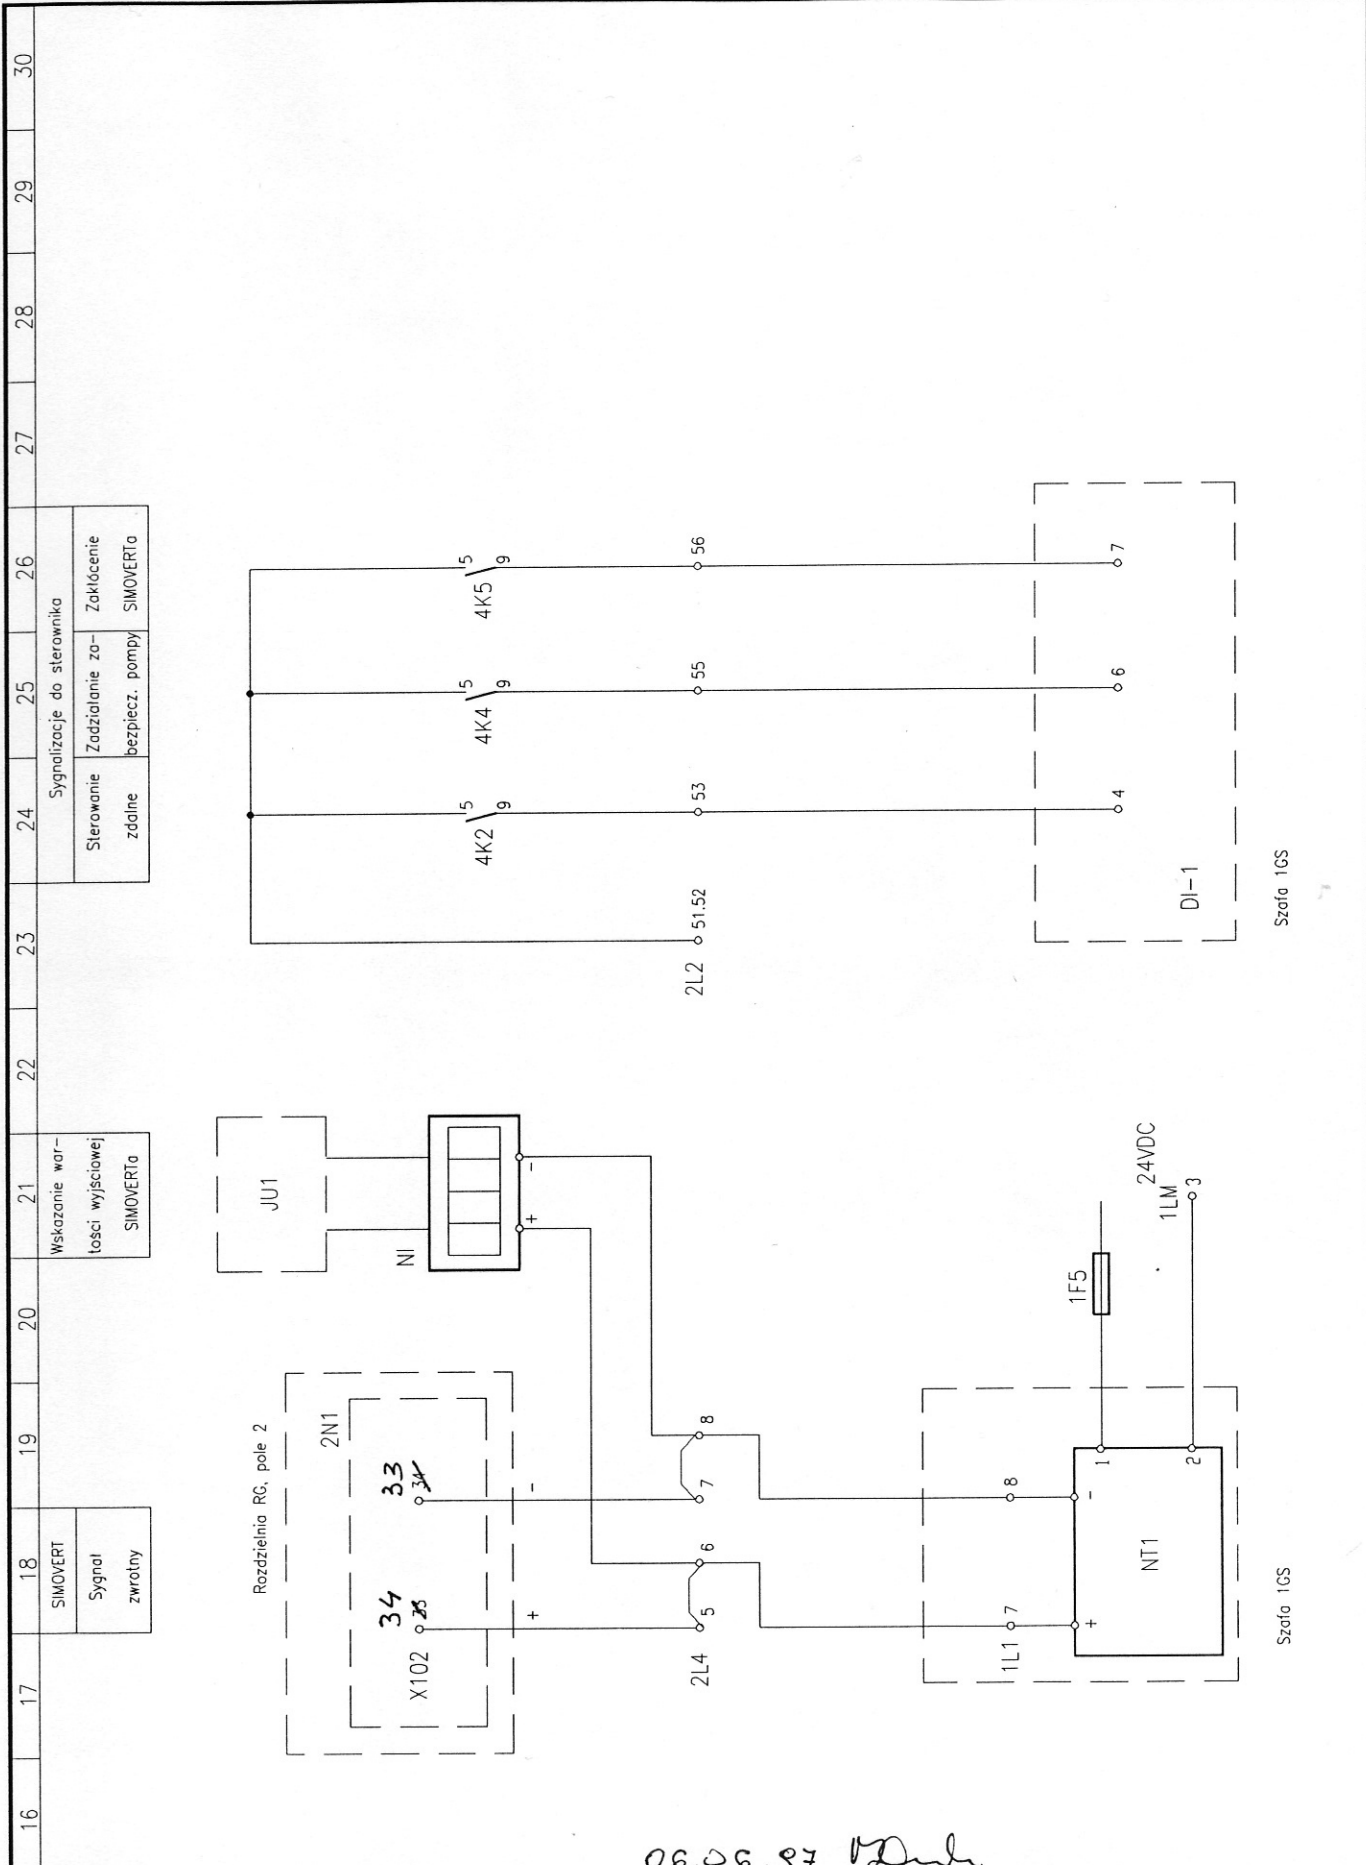 16 17 18 19 20 21 22 23 24 25 26 27 28 29 30
SIMOVERT
Sygnał
zwrotny
Wskazanie war-
tości wyjściowej
SIMOVERTa
Sygnalizacje do sterownika
Sterowanie
zdalne
Zadziałanie za-
bezpiecz. pompy
Zakłócenie
SIMOVERTa
Rozdzielnia RG, pole 2
2N1
34 33
X102
+ -
JU1
NI
+ -
2L4 5 6 7 8
1L1 7 8
+ -
NT1
1
2
1F5
24VDC
1LM
3
Szafa 1GS
4K2 5 9
4K4 5 9
4K5 5 9
2L2 51.52 53 55 56
4 6 7
DI-1
Szafa 1GS
06.06.97